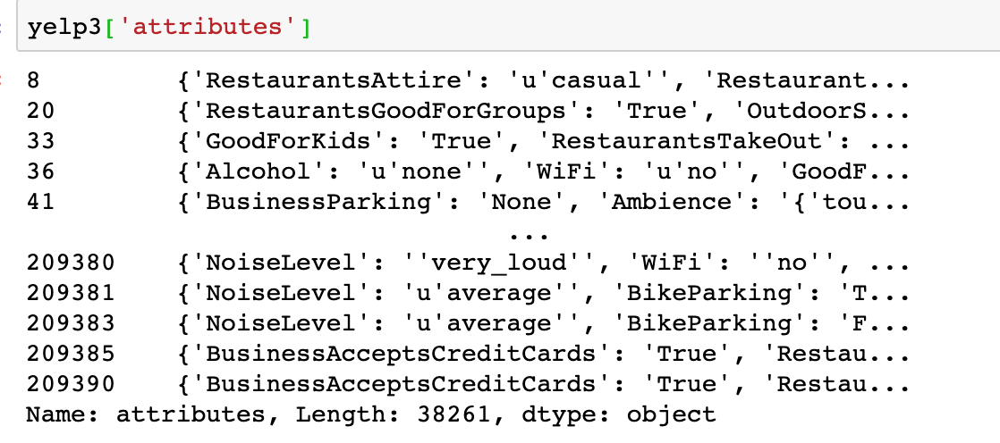 yelp3['attributes']
8 {'RestaurantsAttire': 'u'casual'', 'Restaurant...
20 {'RestaurantsGoodForGroups': 'True', 'OutdoorS...
33 {'GoodForKids': 'True', 'RestaurantsTakeOut': ...
36 {'Alcohol': 'u'none'', 'WiFi': 'u'no'', 'GoodF...
41 {'BusinessParking': 'None', 'Ambience': '{'tou...
...
209380 {'NoiseLevel': ''very_loud'', 'WiFi': ''no'', ...
209381 {'NoiseLevel': 'u'average'', 'BikeParking': 'T...
209383 {'NoiseLevel': 'u'average'', 'BikeParking': 'F...
209385 {'BusinessAcceptsCreditCards': 'True', 'Restau...
209390 {'BusinessAcceptsCreditCards': 'True', 'Restau...
Name: attributes, Length: 38261, dtype: object